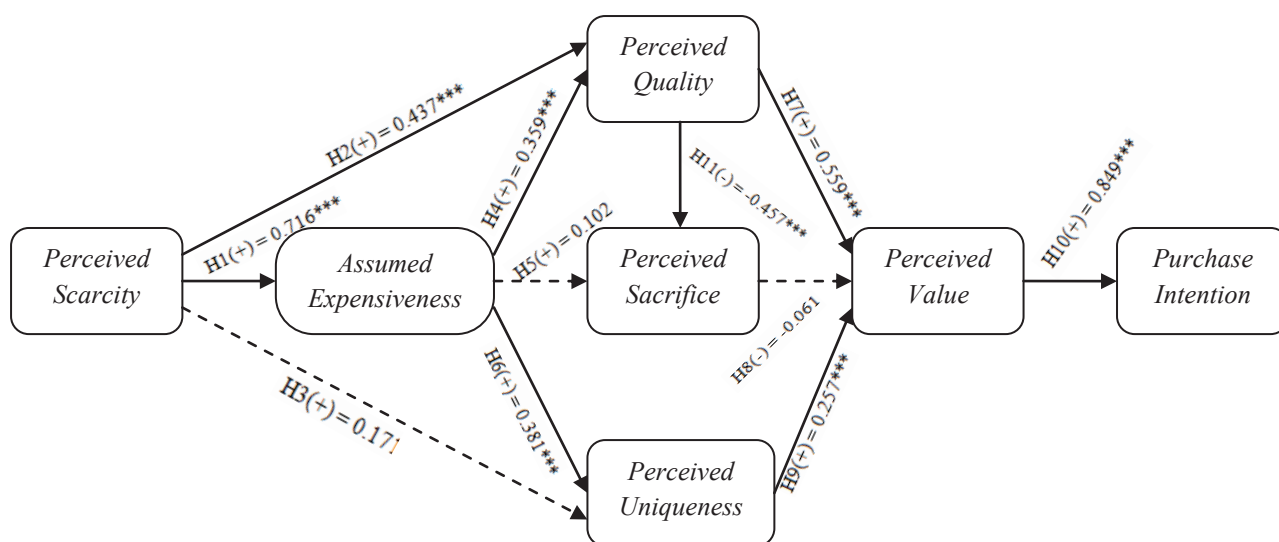 Perceived
Quality
H2(+) = 0.437***
H4(+) = 0.359***
H7(+) = 0.559***
H11(-) = -0.457***
H10(+) = 0.849***
H1(+) = 0.716***
Perceived
Scarcity
Assumed
Expensiveness
H5(+) = 0.102
Perceived
Sacrifice
Perceived
Value
Purchase
Intention
H8(-) = -0.061
H3(+) = 0.171
H6(+) = 0.381***
H9(+) = 0.257***
Perceived
Uniqueness